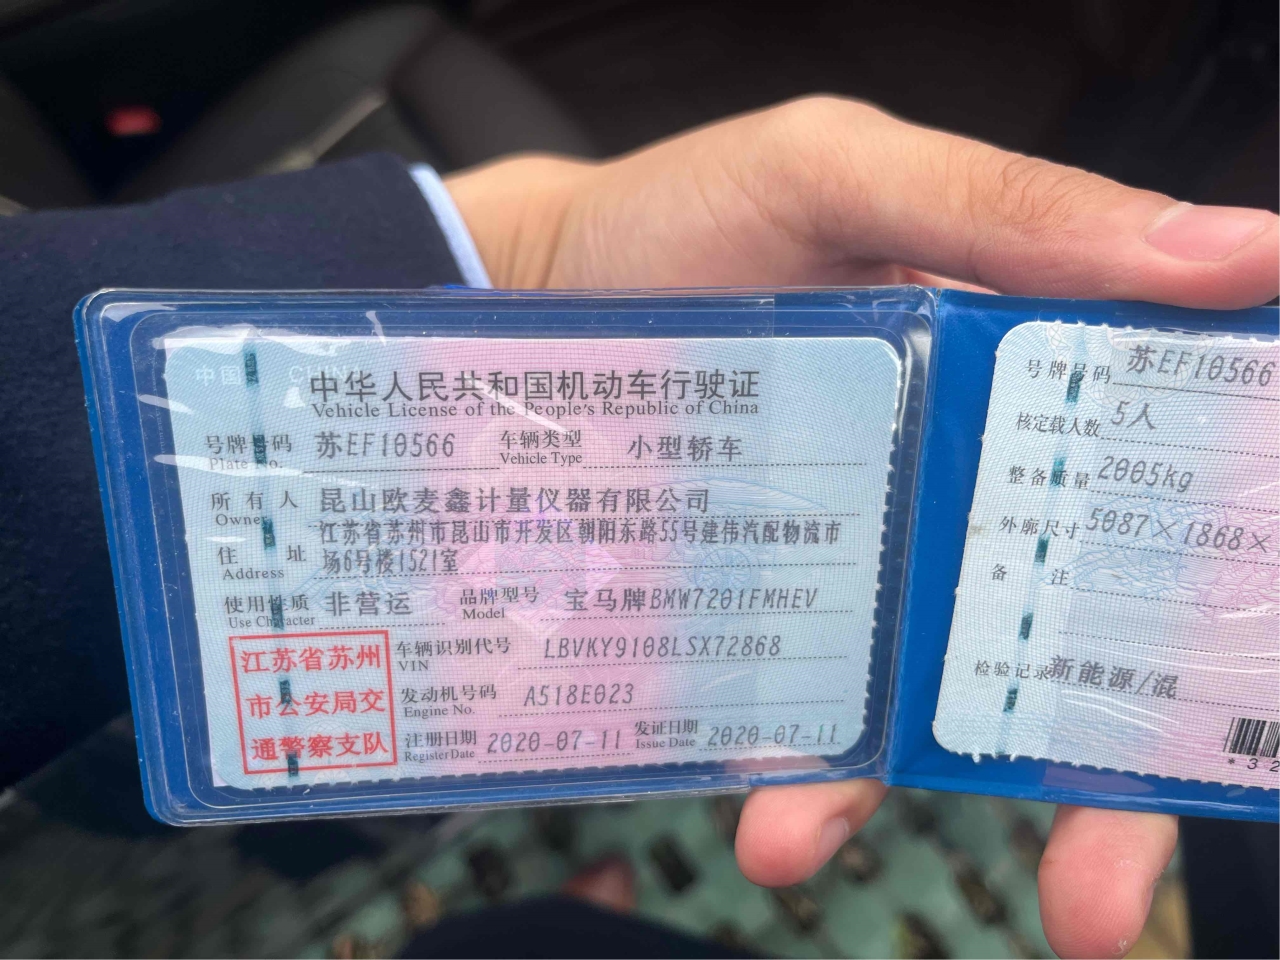 中国 CHINA
中华人民共和国机动车行驶证
Vehicle License of the People's Republic of China
号牌号码 苏EF10566 车辆类型 小型轿车
Plate No. Vehicle Type
所有人 昆山欧麦鑫计量仪器有限公司
Owner
住址 江苏省苏州市昆山市开发区朝阳东路55号建伟汽配物流市
Address 场6号楼1521室
使用性质 非营运 品牌型号 宝马牌BMW7201FMHEV
Use Character Model
江苏省苏州
市公安局交
通警察支队
车辆识别代号 LBVKY9108LSX72868
VIN
发动机号码 A518E023
Engine No.
注册日期 2020-07-11 发证日期 2020-07-11
Register Date Issue Date
号牌号码 苏EF10566
核定载人数 5人
整备质量 2005kg
外廓尺寸 5087×1868×
备注
检验记录 新能源/混
*32